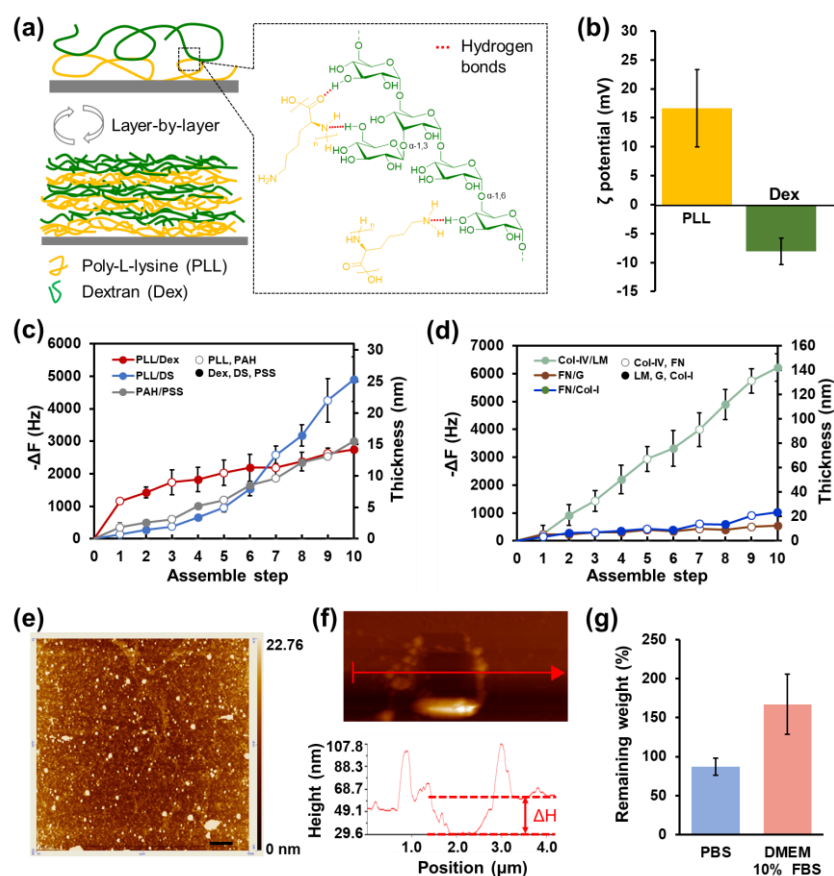 (a)
Hydrogen
bonds
Layer-by-layer
α-1,3
α-1,6
HO
O
H
N
n
H₂N
OH
Poly-L-lysine (PLL)
Dextran (Dex)
(b)
ζ potential (mV)
30
25
20
15
10
5
0
-5
-10
-15
PLL
Dex
(c)
-ΔF (Hz)
6000
5000
4000
3000
2000
1000
0
PLL/Dex
PLL/DS
PAH/PSS
PLL, PAH
Dex, DS, PSS
30
25
20
15
10
5
0
Thickness (nm)
0 1 2 3 4 5 6 7 8 9 10
Assemble step
(d)
-ΔF (Hz)
7000
6000
5000
4000
3000
2000
1000
0
Col-IV/LM
FN/G
FN/Col-I
Col-IV, FN
LM, G, Col-I
160
140
120
100
80
60
40
20
0
Thickness (nm)
0 1 2 3 4 5 6 7 8 9 10
Assemble step
(e)
22.76
0 nm
(f)
Height (nm)
107.8
88.3
68.7
49.1
29.6
ΔH
1.0 2.0 3.0 4.0
Position (μm)
(g)
Remaining weight (%)
250
200
150
100
50
0
PBS
DMEM
10% FBS